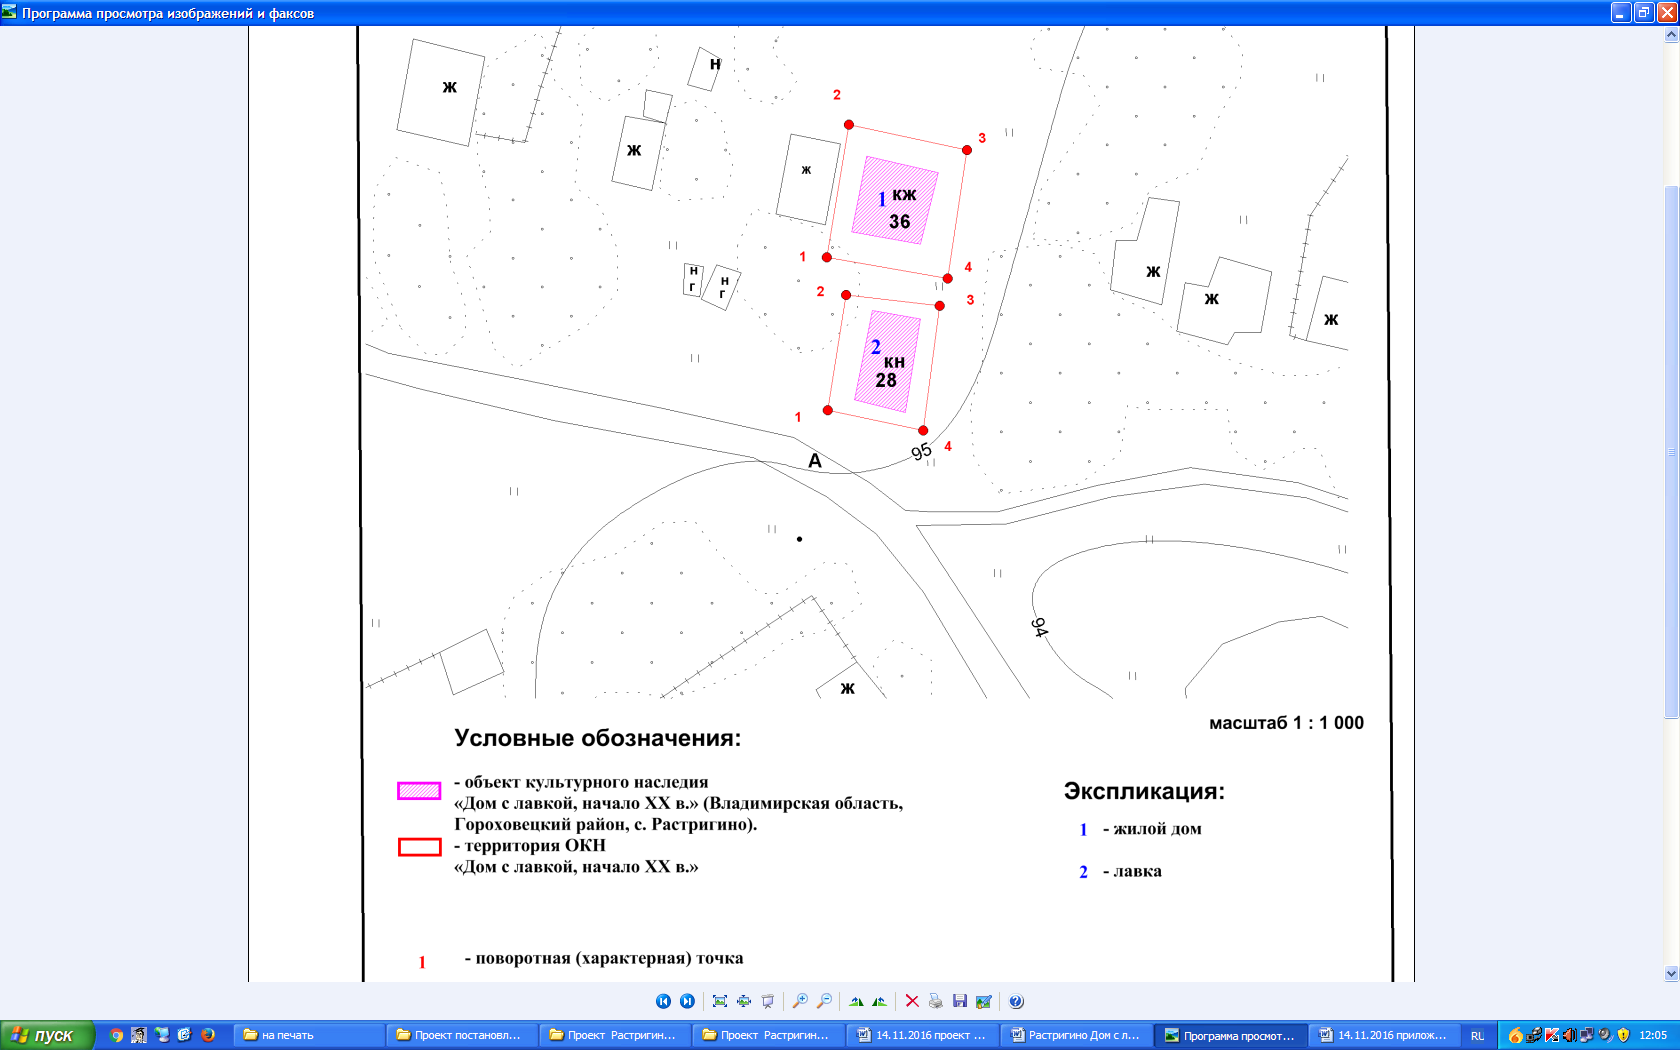 Программа просмотра изображений и факсов
ж
н
ж
ж
2
3
1 кж
36
1
4
н
г
н
г
2
3
2
кн
28
1
4
95
А
ж
ж
ж
94
ж
масштаб 1 : 1 000
Условные обозначения:
- объект культурного наследия
«Дом с лавкой, начало XX в.» (Владимирская область,
Гороховецкий район, с. Растригино).
- территория ОКН
«Дом с лавкой, начало XX в.»
1 - поворотная (характерная) точка
Экспликация:
1 - жилой дом
2 - лавка
пуск
на печать
Проект постановл...
Проект Растригин...
Проект Растригин...
14.11.2016 проект ...
Растригино Дом с л...
Программа просмот...
14.11.2016 прилож...
RU
12:05